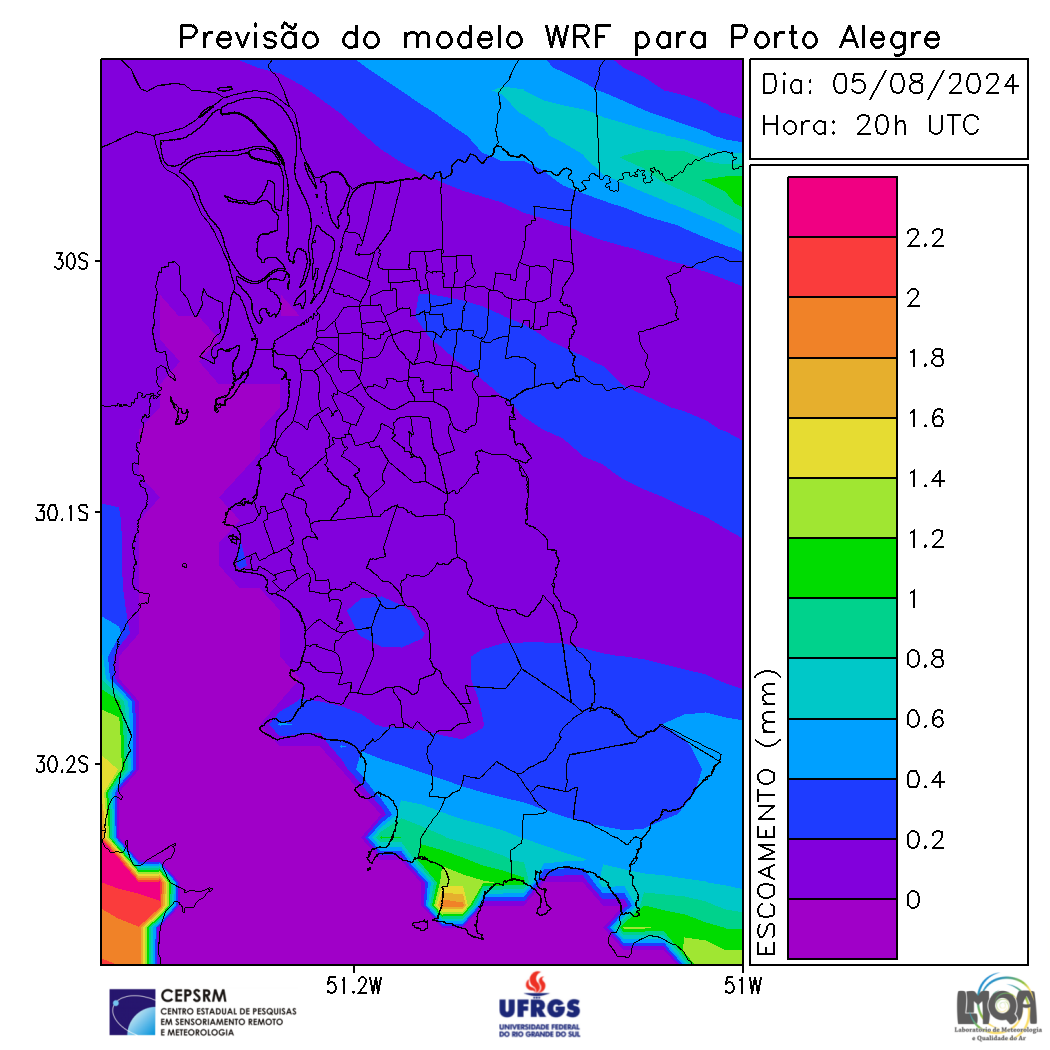 Previsão do modelo WRF para Porto Alegre
Dia: 05/08/2024
Hora: 20h UTC
30S
30.1S
30.2S
51.2W
51W
ESCOAMENTO (mm)
2.2
2
1.8
1.6
1.4
1.2
1
0.8
0.6
0.4
0.2
0
CEPSRM
CENTRO ESTADUAL DE PESQUISAS
EM SENSORIAMENTO REMOTO
E METEOROLOGIA
UFRGS
UNIVERSIDADE FEDERAL
DO RIO GRANDE DO SUL
LMQA
Laboratório de Meteorologia
e Qualidade do Ar